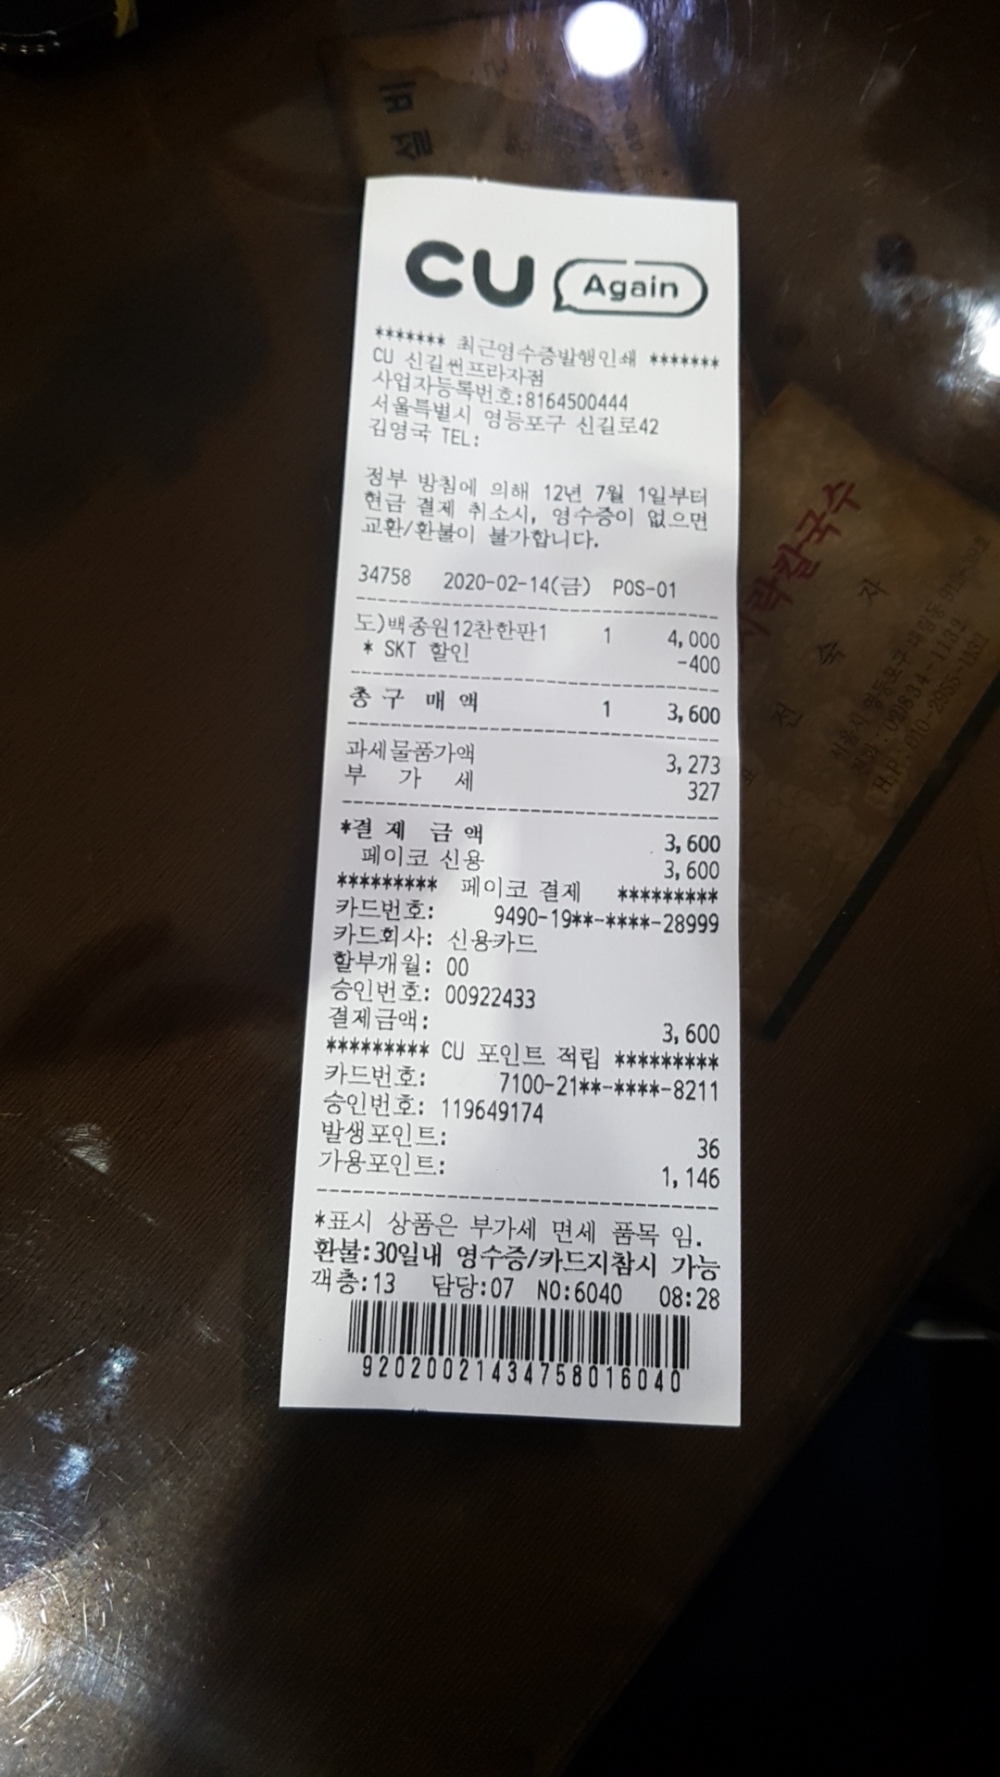 CU Again
******* 최근영수증발행인쇄 *******
CU 신길썬프라자점
사업자등록번호:8164500444
서울특별시 영등포구 신길로42
김영국 TEL:
정부 방침에 의해 12년 7월 1일부터
현금 결제 취소시, 영수증이 없으면
교환/환불이 불가합니다.
34758 2020-02-14(금) POS-01
도)백종원12찬한판1 1 4,000
* SKT 할인 -400
총 구 매 액 1 3,600
과세물품가액 3,273
부 가 세 327
*결 제 금 액 3,600
페이코 신용 3,600
********* 페이코 결제 *********
카드번호: 9490-19**-****-28999
카드회사: 신용카드
할부개월: 00
승인번호: 00922433
결제금액: 3,600
********* CU 포인트 적립 *********
카드번호: 7100-21**-****-8211
승인번호: 119649174
발생포인트: 36
가용포인트: 1,146
*표시 상품은 부가세 면세 품목 임.
환불:30일내 영수증/카드지참시 가능
객층:13 담당:07 NO:6040 08:28
92020021434758016040
설비
칼국수
전 숙 자